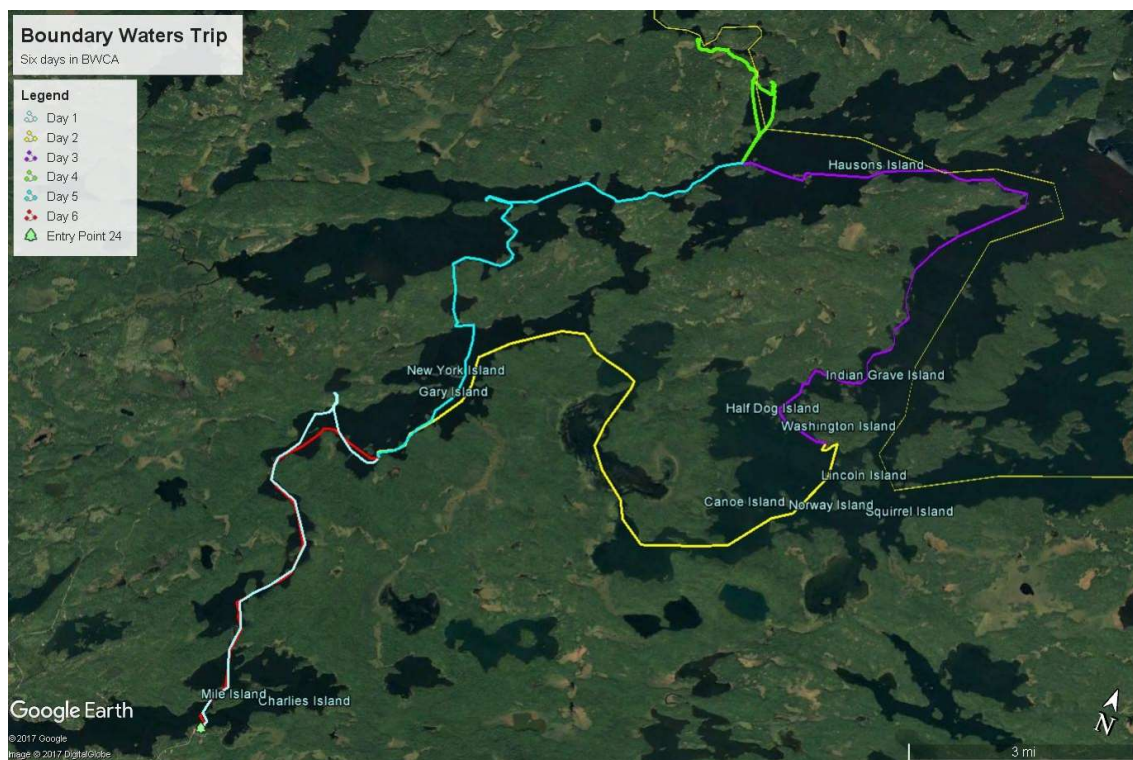 Boundary Waters Trip
Six days in BWCA
Legend
Day 1
Day 2
Day 3
Day 4
Day 5
Day 6
Entry Point 24
Hausons Island
New York Island
Gary Island
Indian Grave Island
Half Dog Island
Washington Island
Lincoln Island
Canoe Island
Norway Island
Squirrel Island
Mile Island
Charlies Island
Google Earth
© 2017 Google
Image © 2017 DigitalGlobe
N
3 mi